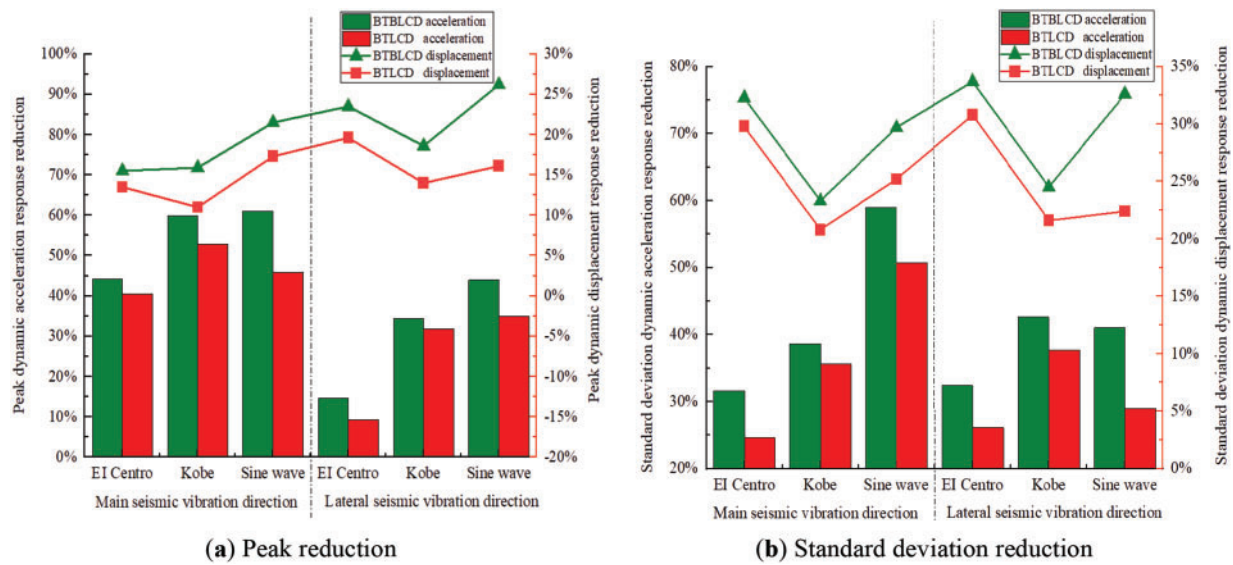 BTBLCD acceleration
BTLCD acceleration
BTBLCD displacement
BTLCD displacement
100%
90%
80%
70%
60%
50%
40%
30%
20%
10%
0%
Peak dynamic acceleration response reduction
30%
25%
20%
15%
10%
5%
0%
-5%
-10%
-15%
-20%
Peak dynamic displacement response reduction
EI Centro Kobe Sine wave EI Centro Kobe Sine wave
Main seismic vibration direction Lateral seismic vibration direction
(a) Peak reduction
BTBLCD acceleration
BTLCD acceleration
BTBLCD displacement
BTLCD displacement
80%
70%
60%
50%
40%
30%
20%
Standard deviation dynamic acceleration response reduction
35%
30%
25%
20%
15%
10%
5%
0%
Standard deviation dynamic displacement response reduction
EI Centro Kobe Sine wave EI Centro Kobe Sine wave
Main seismic vibration direction Lateral seismic vibration direction
(b) Standard deviation reduction